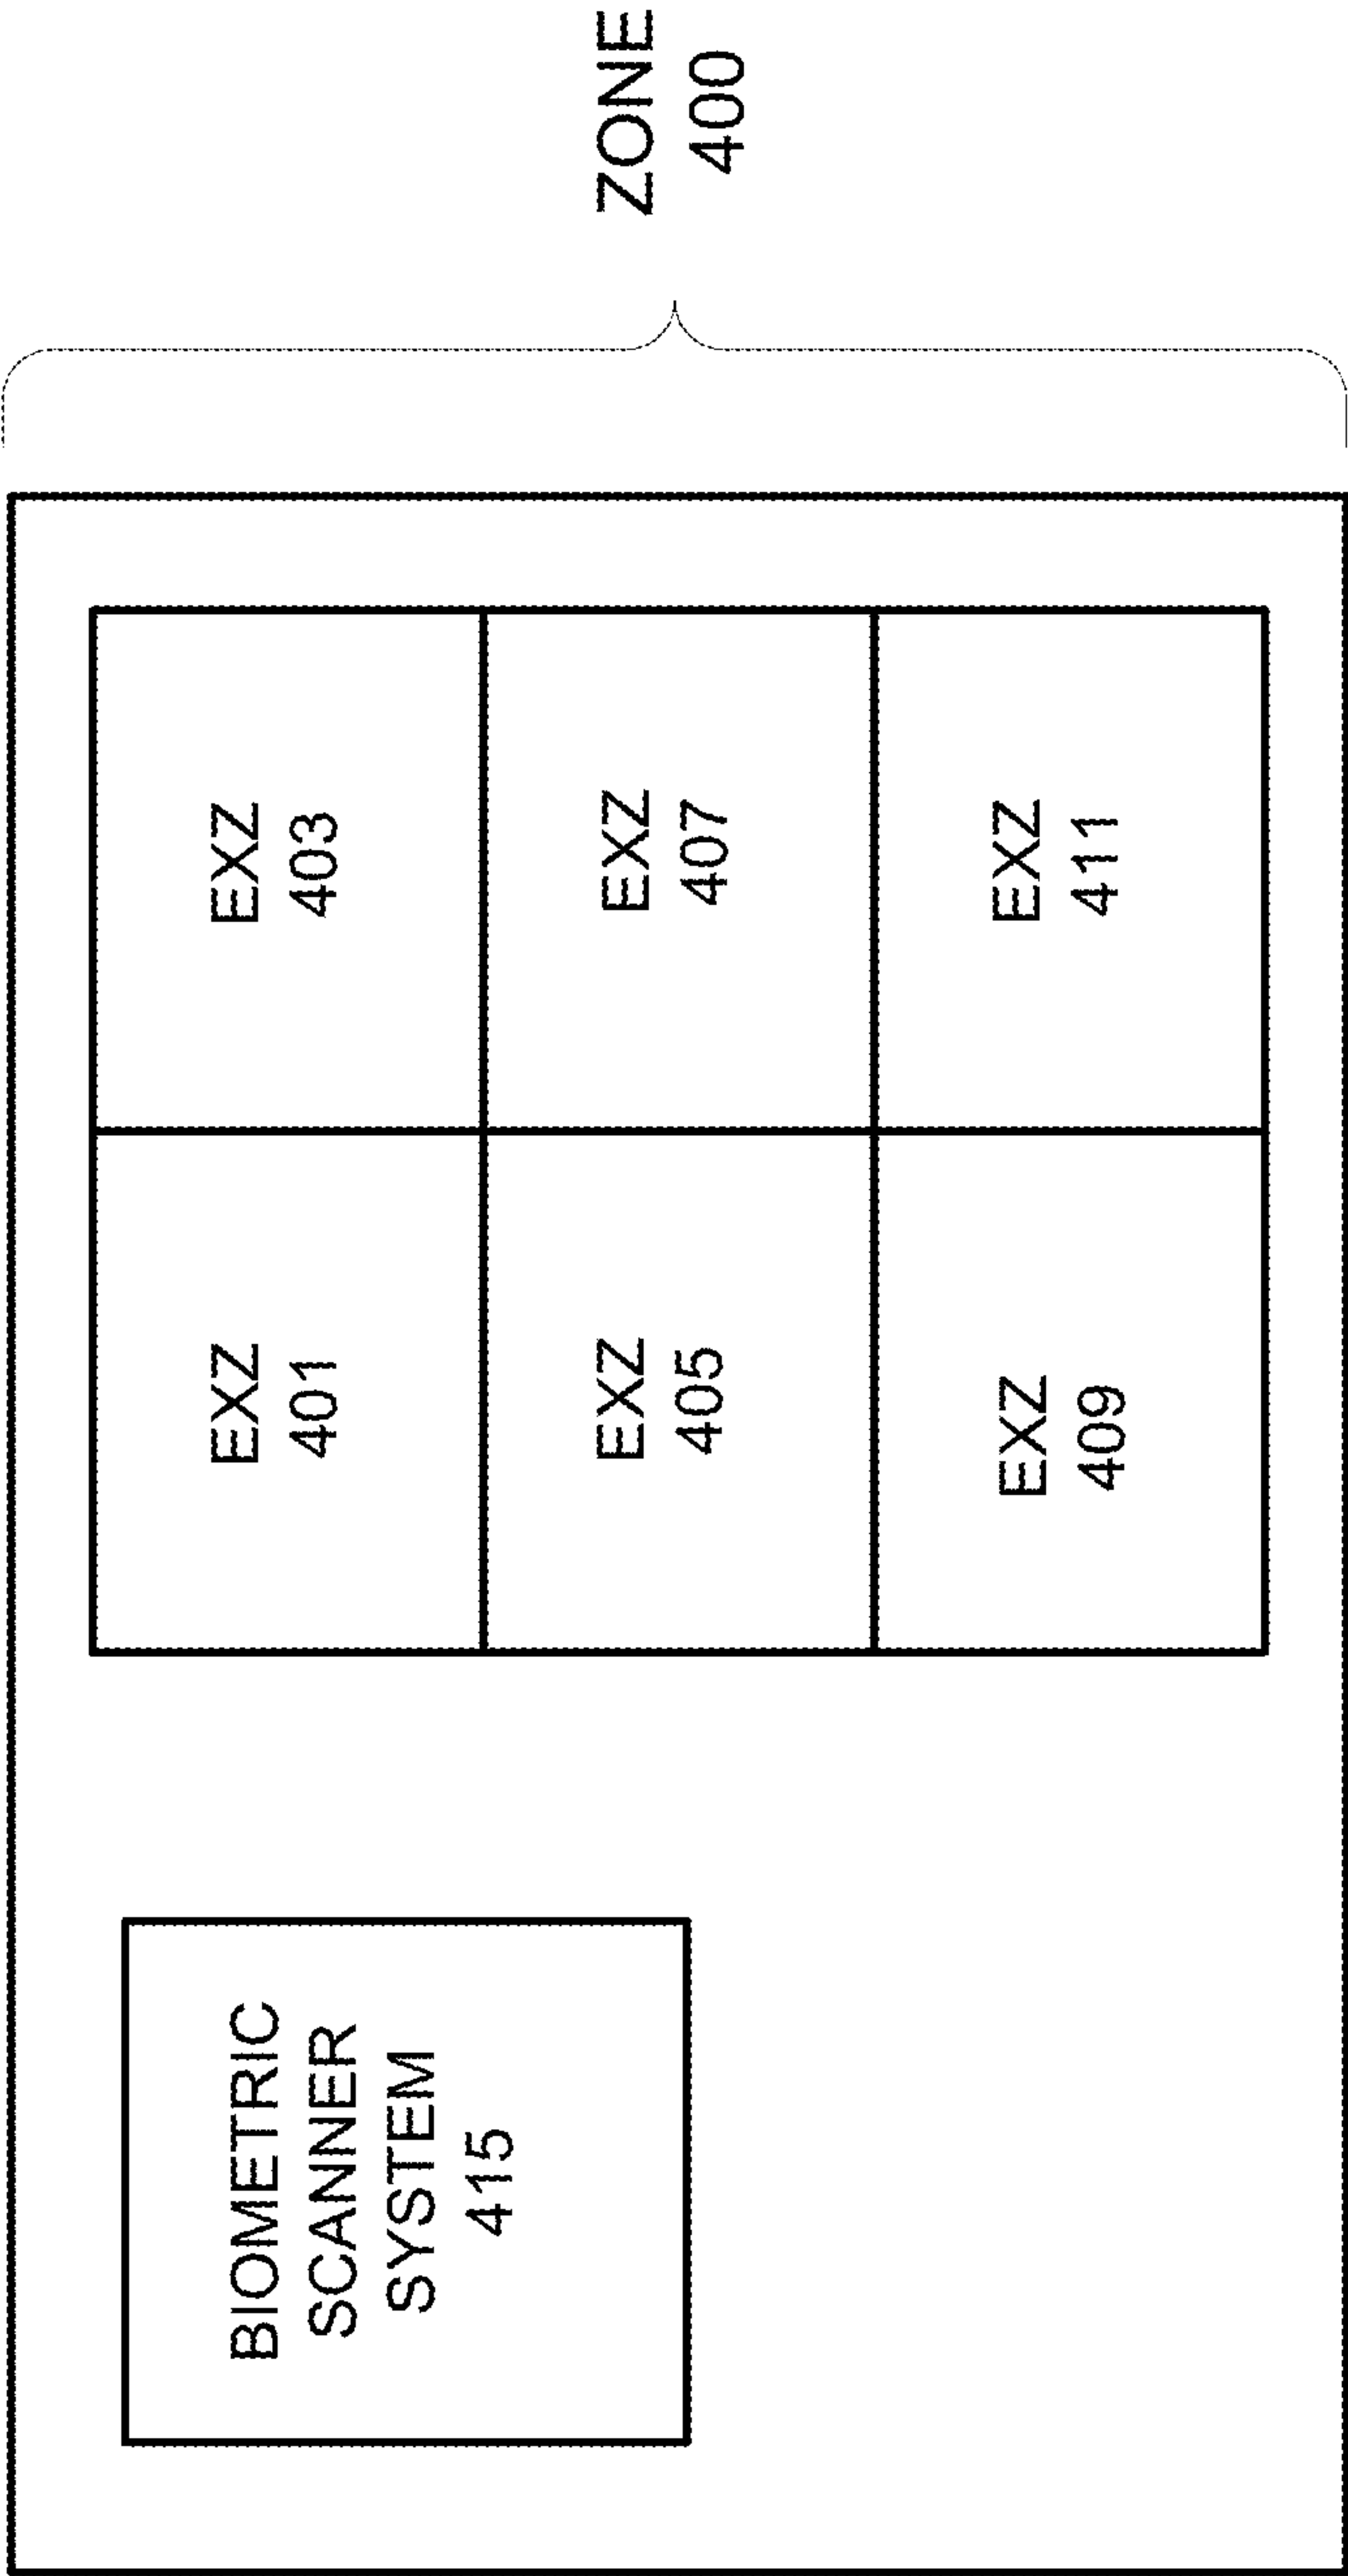 BIOMETRIC
SCANNER
SYSTEM
415
EXZ
401
EXZ
403
EXZ
405
EXZ
407
EXZ
409
EXZ
411
ZONE
400